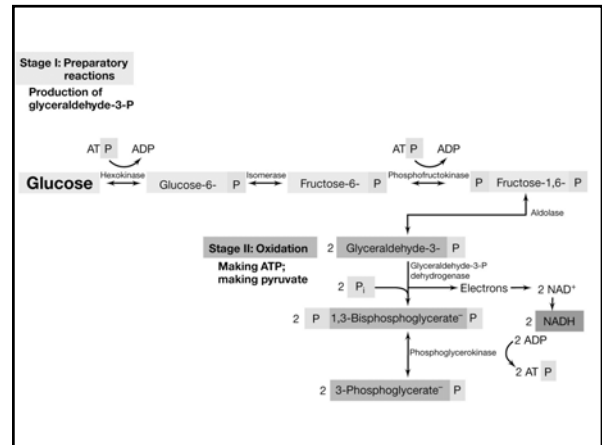 Stage I: Preparatory
reactions
Production of
glyceraldehyde-3-P
AT P ADP
AT P ADP
Glucose Hexokinase Glucose-6- P Isomerase Fructose-6- P Phosphofructokinase P Fructose-1,6- P
Aldolase
Stage II: Oxidation 2 Glyceraldehyde-3- P
Making ATP;
making pyruvate
Glyceraldehyde-3-P
dehydrogenase
2 Pi Electrons 2 NAD+
2 P 1,3-Bisphosphoglycerate– P 2 NADH
2 ADP
Phosphoglycerokinase
2 AT P
2 3-Phosphoglycerate– P